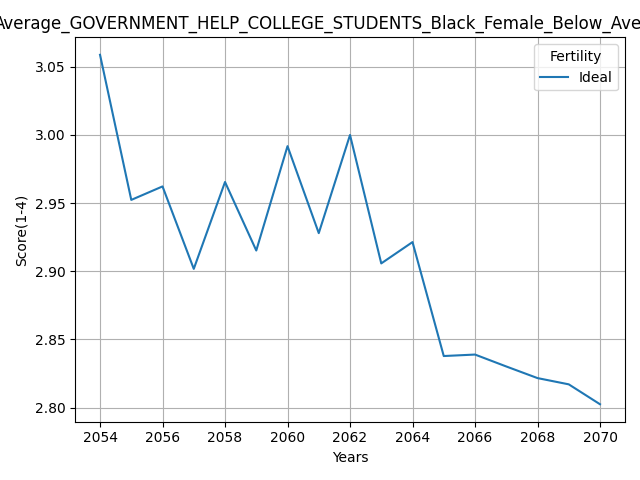 Average_GOVERNMENT_HELP_COLLEGE_STUDENTS_Black_Female_Below_Ave
Fertility
Ideal
3.05
3.00
2.95
2.90
2.85
2.80
Score(1-4)
2054 2056 2058 2060 2062 2064 2066 2068 2070
Years